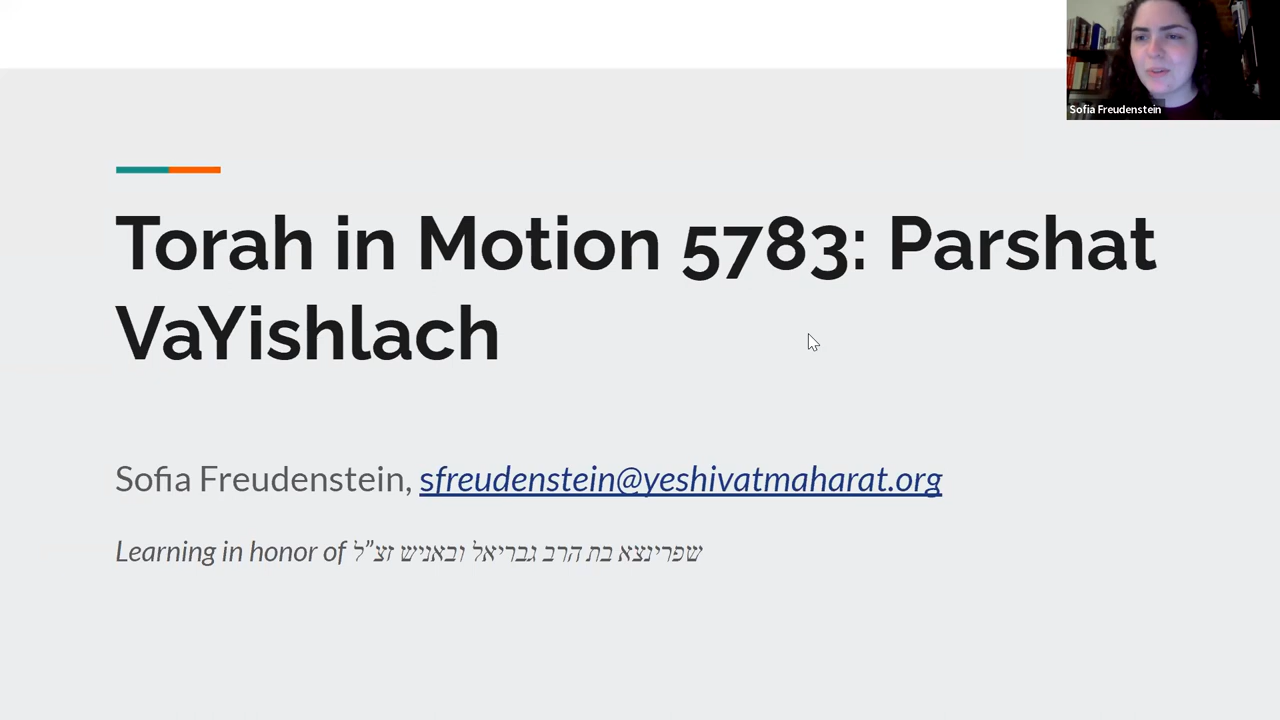 Sofia Freudenstein
Torah in Motion 5783: Parshat
VaYishlach
Sofia Freudenstein, sfreudenstein@yeshivatmaharat.org
Learning in honor of שפרינצא בת הרב גבריאל ובאניש זצ”ל